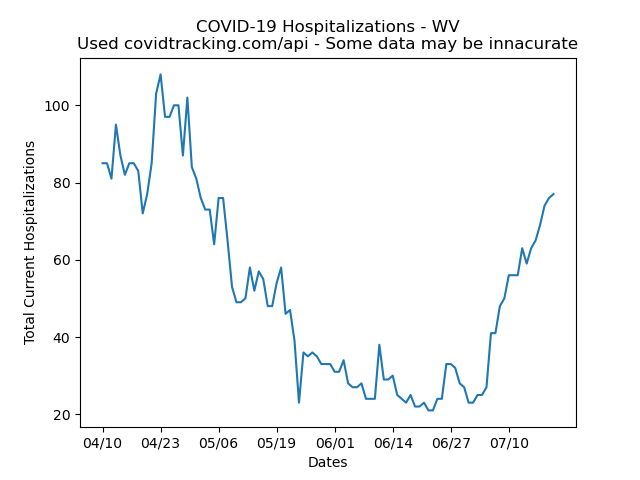 COVID-19 Hospitalizations - WV
Used covidtracking.com/api - Some data may be innacurate
Total Current Hospitalizations
100
80
60
40
20
04/10 04/23 05/06 05/19 06/01 06/14 06/27 07/10
Dates